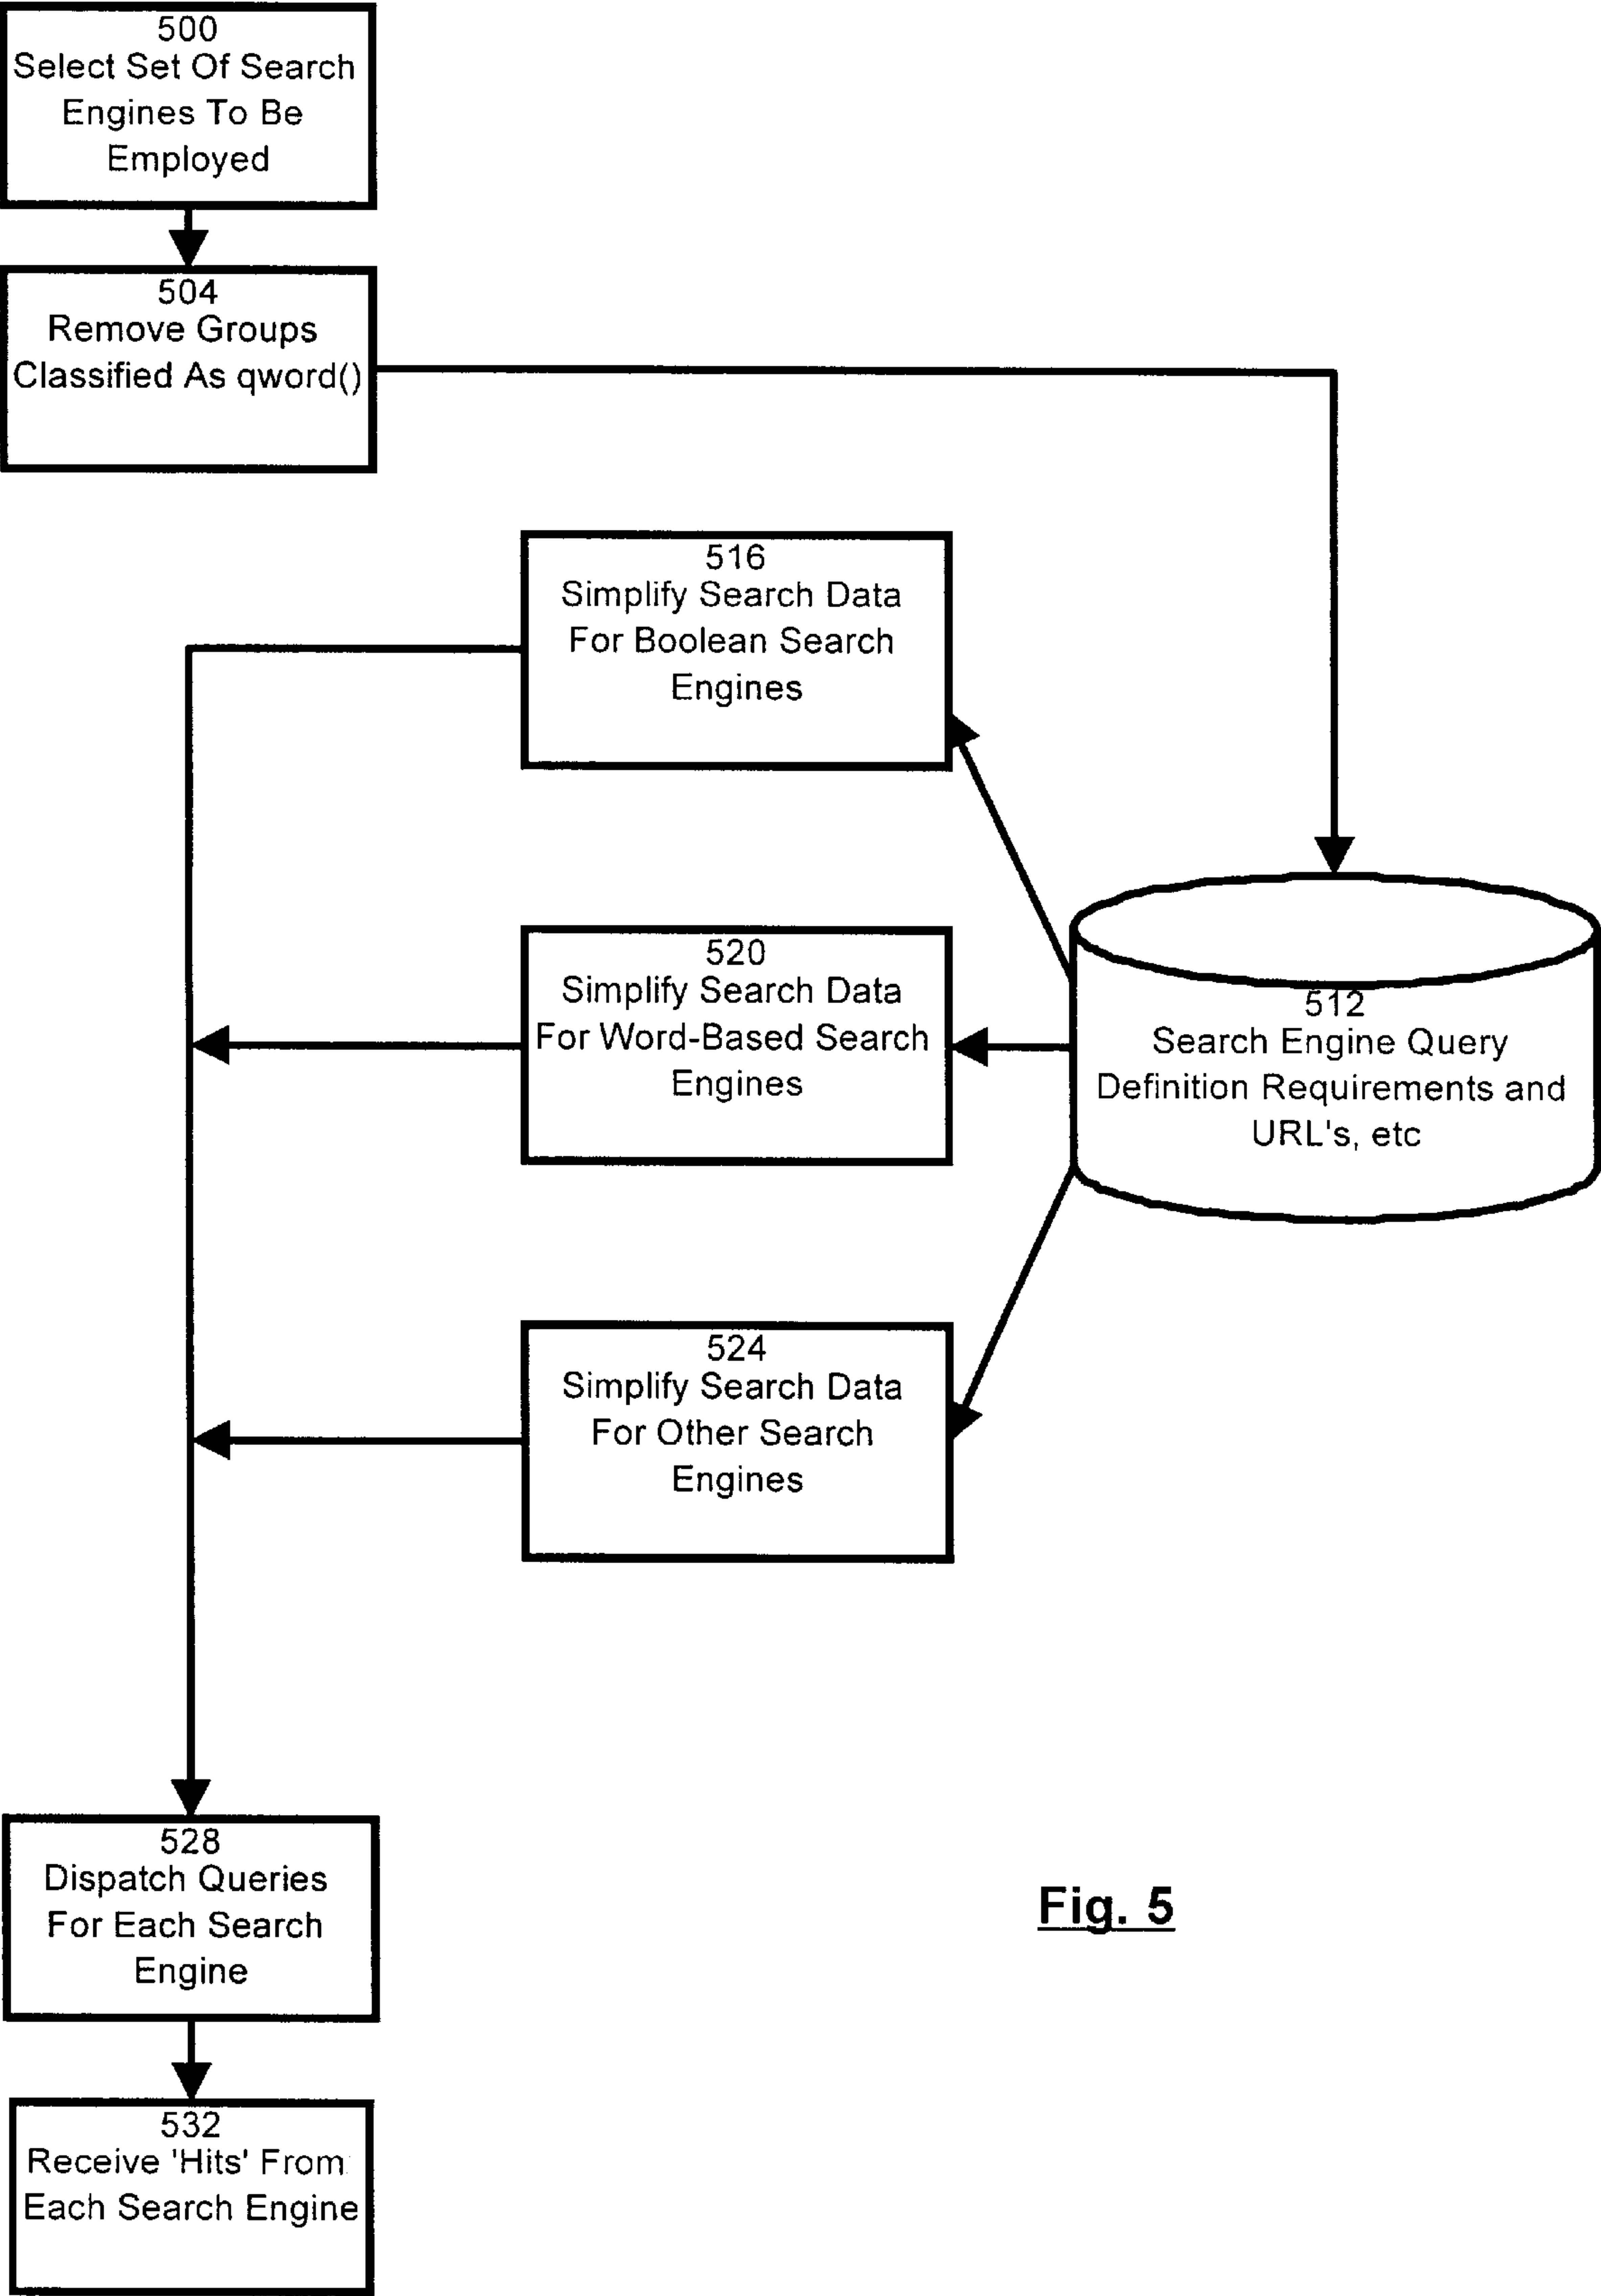 500
Select Set Of Search
Engines To Be
Employed
504
Remove Groups
Classified As qword()
516
Simplify Search Data
For Boolean Search
Engines
520
Simplify Search Data
For Word-Based Search
Engines
512
Search Engine Query
Definition Requirements and
URL's, etc
524
Simplify Search Data
For Other Search
Engines
528
Dispatch Queries
For Each Search
Engine
Fig. 5
532
Receive 'Hits' From
Each Search Engine